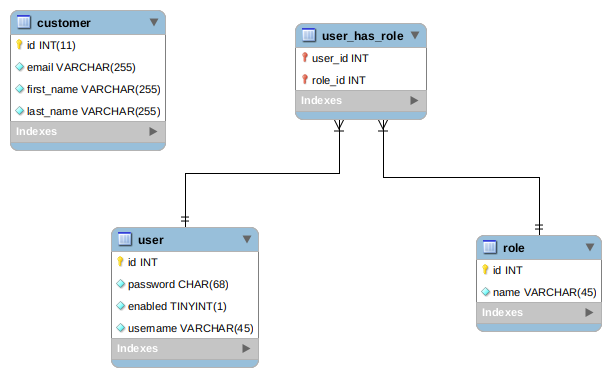 customer
id INT(11)
email VARCHAR(255)
first_name VARCHAR(255)
last_name VARCHAR(255)
Indexes
user_has_role
user_id INT
role_id INT
Indexes
user
id INT
password CHAR(68)
enabled TINYINT(1)
username VARCHAR(45)
Indexes
role
id INT
name VARCHAR(45)
Indexes